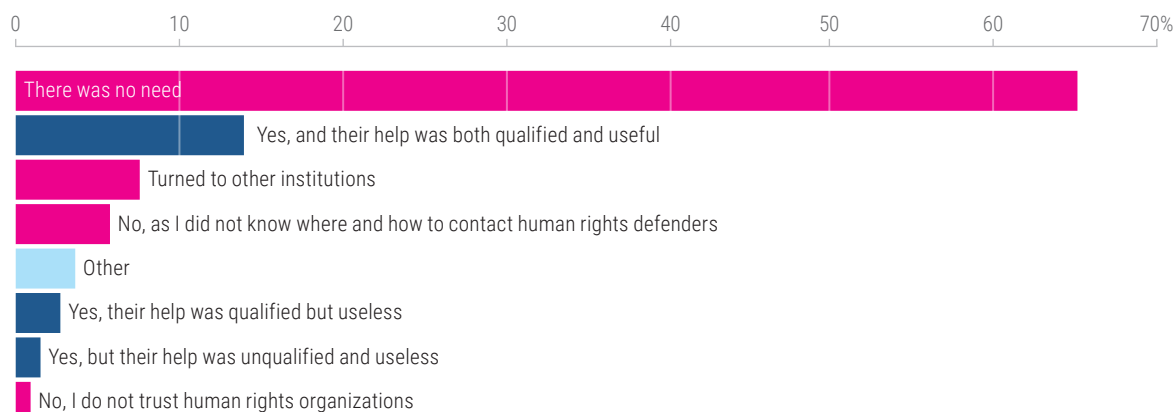 0 10 20 30 40 50 60 70%
There was no need
Yes, and their help was both qualified and useful
Turned to other institutions
No, as I did not know where and how to contact human rights defenders
Other
Yes, their help was qualified but useless
Yes, but their help was unqualified and useless
No, I do not trust human rights organizations